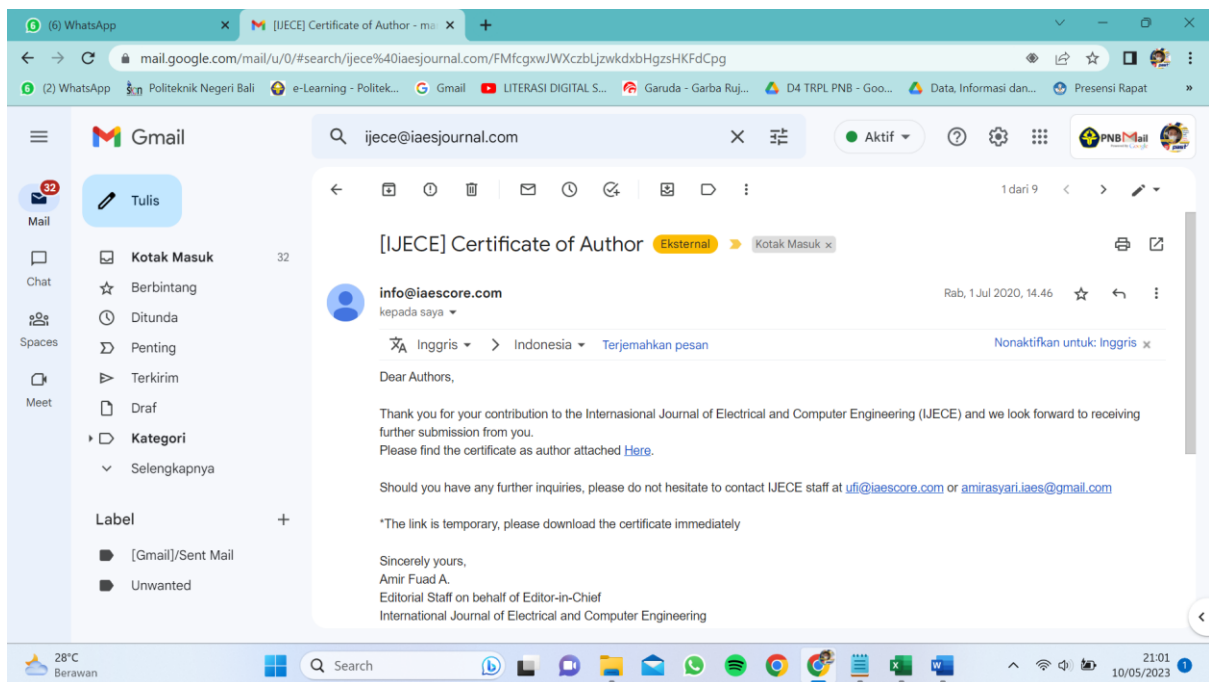 (6) WhatsApp
[IJECE] Certificate of Author - ma
mail.google.com/mail/u/0/#search/ijece%40iaesjournal.com/FMfcgxwJWXczbLjzwkdxbHgzsHKFdCpg
(2) WhatsApp Politeknik Negeri Bali e-Learning - Politek... Gmail LITERASI DIGITAL S... Garuda - Garba Ruj... D4 TRPL PNB - Goo... Data, Informasi dan... Presensi Rapat »
Gmail
ijece@iaesjournal.com
Aktif
PNBMail
32
Mail
Chat
Spaces
Meet
Tulis
Kotak Masuk 32
Berbintang
Ditunda
Penting
Terkirim
Draf
Kategori
Selengkapnya
Label +
[Gmail]/Sent Mail
Unwanted
1 dari 9
[IJECE] Certificate of Author Eksternal Kotak Masuk x
info@iaescore.com Rab, 1 Jul 2020, 14.46
kepada saya
Inggris > Indonesia Terjemahkan pesan Nonaktifkan untuk: Inggris x
Dear Authors,
Thank you for your contribution to the Internasional Journal of Electrical and Computer Engineering (IJECE) and we look forward to receiving
further submission from you.
Please find the certificate as author attached Here.
Should you have any further inquiries, please do not hesitate to contact IJECE staff at ufi@iaescore.com or amirasyari.iaes@gmail.com
*The link is temporary, please download the certificate immediately
Sincerely yours,
Amir Fuad A.
Editorial Staff on behalf of Editor-in-Chief
International Journal of Electrical and Computer Engineering
28°C
Berawan
Search
21:01
10/05/2023
1